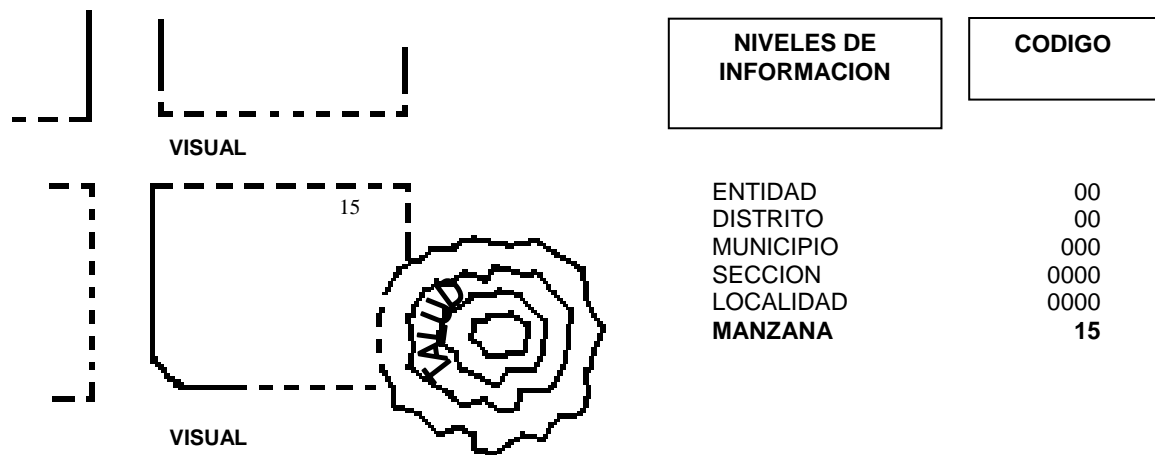 VISUAL
15
TALUD
VISUAL
NIVELES DE
INFORMACION
CODIGO
ENTIDAD 00
DISTRITO 00
MUNICIPIO 000
SECCION 0000
LOCALIDAD 0000
MANZANA 15